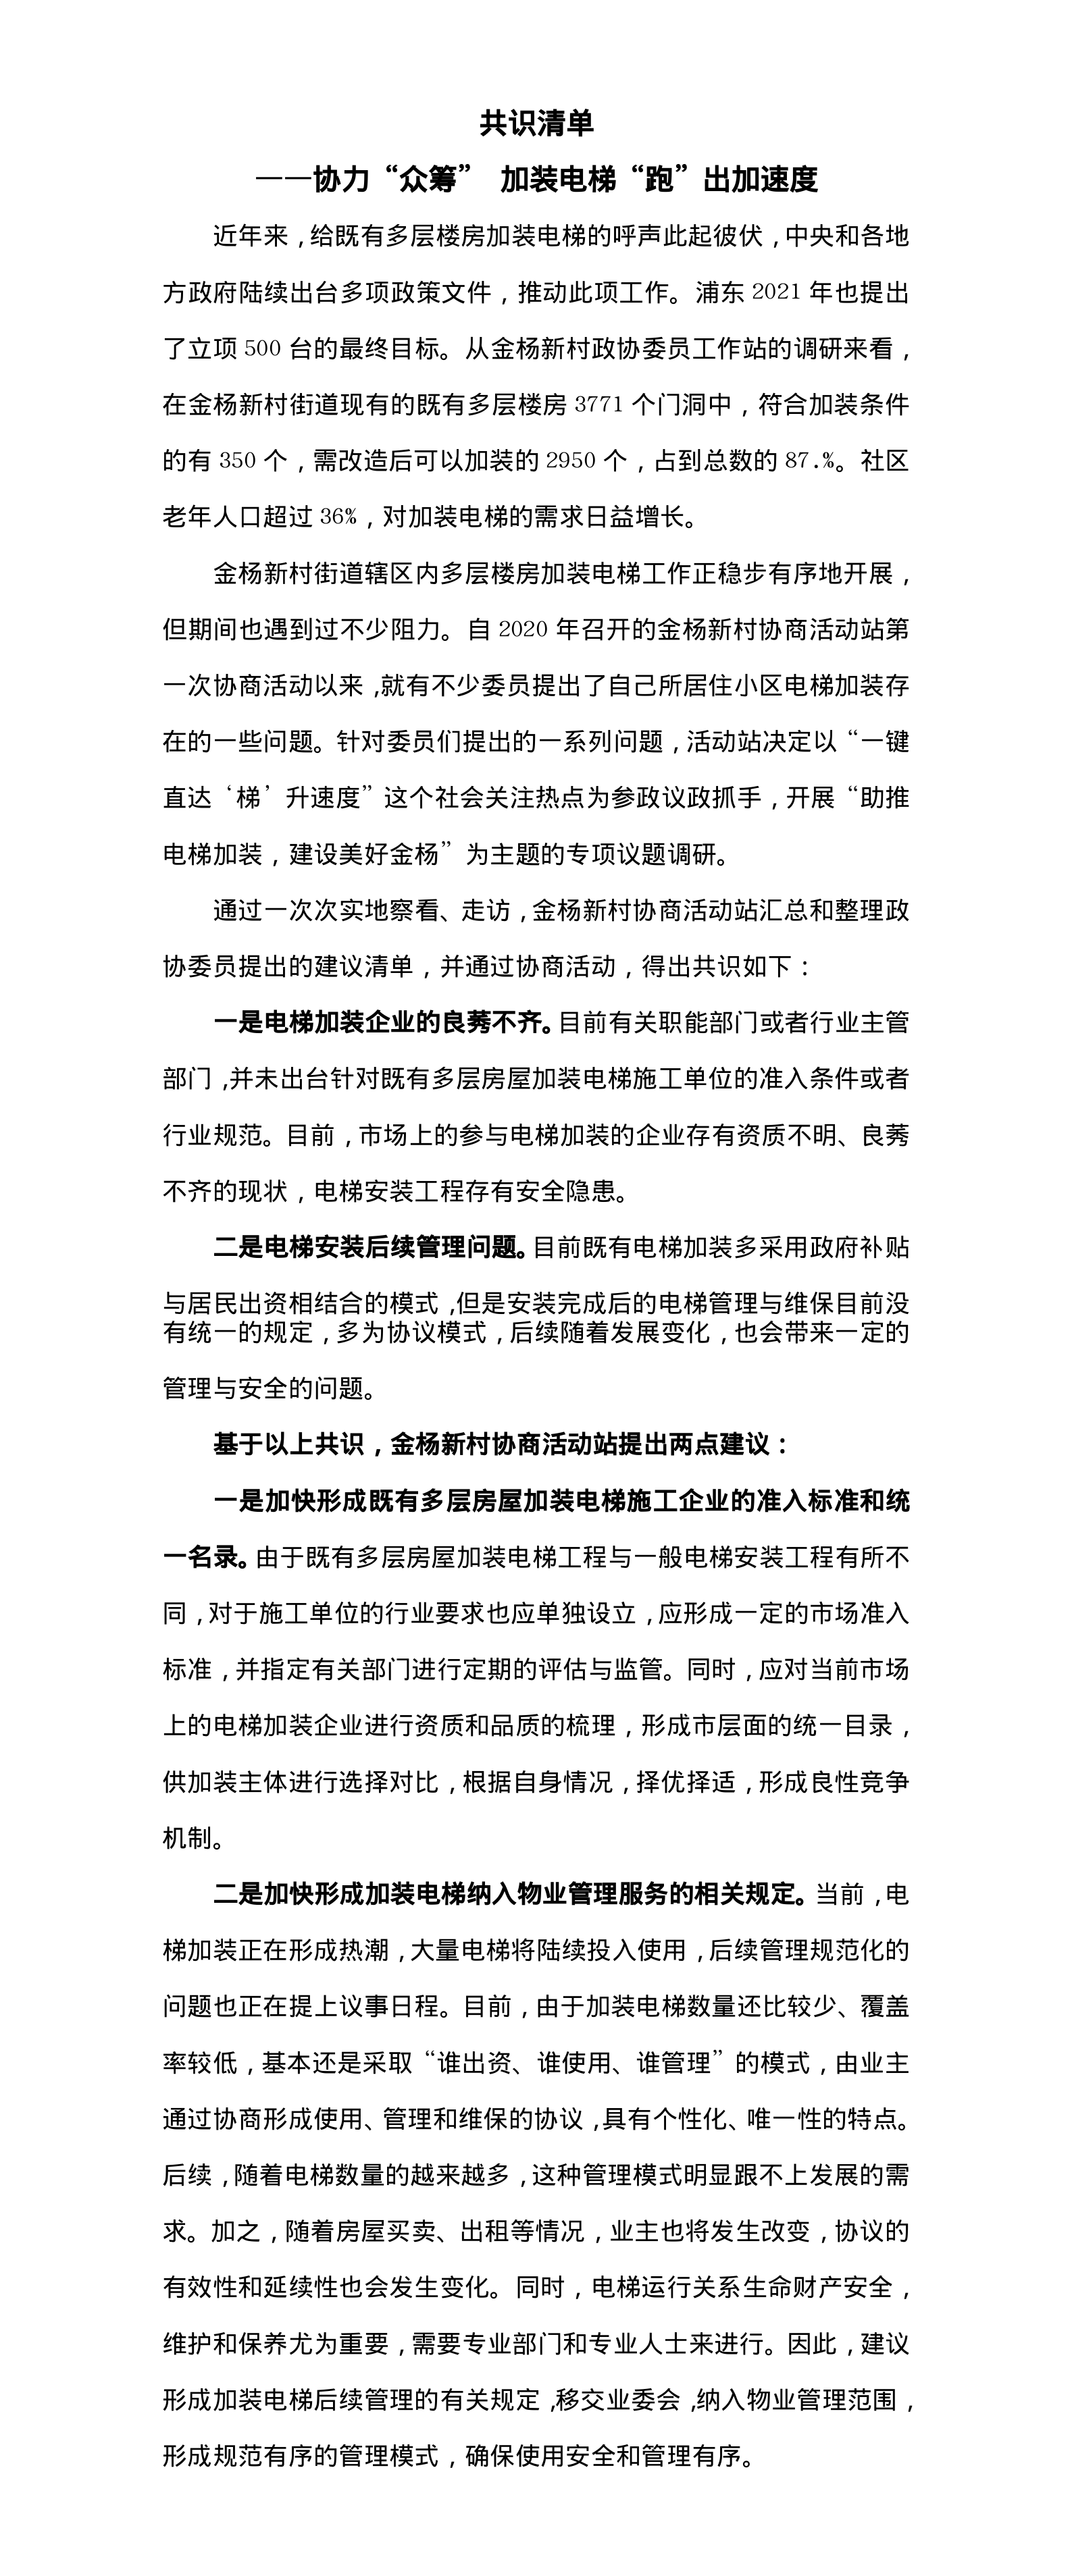 共识清单
——协力“众筹” 加装电梯“跑”出加速度
近年来，给既有多层楼房加装电梯的呼声此起彼伏，中央和各地
方政府陆续出台多项政策文件，推动此项工作。浦东 2021 年也提出
了立项 500 台的最终目标。从金杨新村政协委员工作站的调研来看，
在金杨新村街道现有的既有多层楼房 3771 个门洞中，符合加装条件
的有 350 个，需改造后可以加装的 2950 个，占到总数的 87.%。社区
老年人口超过 36%，对加装电梯的需求日益增长。
金杨新村街道辖区内多层楼房加装电梯工作正稳步有序地开展，
但期间也遇到过不少阻力。自 2020 年召开的金杨新村协商活动站第
一次协商活动以来，就有不少委员提出了自己所居住小区电梯加装存
在的一些问题。针对委员们提出的一系列问题，活动站决定以“一键
直达‘梯’升速度”这个社会关注热点为参政议政抓手，开展“助推
电梯加装，建设美好金杨”为主题的专项议题调研。
通过一次次实地察看、走访，金杨新村协商活动站汇总和整理政
协委员提出的建议清单，并通过协商活动，得出共识如下：
一是电梯加装企业的良莠不齐。目前有关职能部门或者行业主管
部门，并未出台针对既有多层房屋加装电梯施工单位的准入条件或者
行业规范。目前，市场上的参与电梯加装的企业存有资质不明、良莠
不齐的现状，电梯安装工程存有安全隐患。
二是电梯安装后续管理问题。目前既有电梯加装多采用政府补贴
与居民出资相结合的模式，但是安装完成后的电梯管理与维保目前没
有统一的规定，多为协议模式，后续随着发展变化，也会带来一定的
管理与安全的问题。
基于以上共识，金杨新村协商活动站提出两点建议：
一是加快形成既有多层房屋加装电梯施工企业的准入标准和统
一名录。由于既有多层房屋加装电梯工程与一般电梯安装工程有所不
同，对于施工单位的行业要求也应单独设立，应形成一定的市场准入
标准，并指定有关部门进行定期的评估与监管。同时，应对当前市场
上的电梯加装企业进行资质和品质的梳理，形成市层面的统一目录，
供加装主体进行选择对比，根据自身情况，择优择适，形成良性竞争
机制。
二是加快形成加装电梯纳入物业管理服务的相关规定。当前，电
梯加装正在形成热潮，大量电梯将陆续投入使用，后续管理规范化的
问题也正在提上议事日程。目前，由于加装电梯数量还比较少、覆盖
率较低，基本还是采取“谁出资、谁使用、谁管理”的模式，由业主
通过协商形成使用、管理和维保的协议，具有个性化、唯一性的特点。
后续，随着电梯数量的越来越多，这种管理模式明显跟不上发展的需
求。加之，随着房屋买卖、出租等情况，业主也将发生改变，协议的
有效性和延续性也会发生变化。同时，电梯运行关系生命财产安全，
维护和保养尤为重要，需要专业部门和专业人士来进行。因此，建议
形成加装电梯后续管理的有关规定，移交业委会，纳入物业管理范围，
形成规范有序的管理模式，确保使用安全和管理有序。